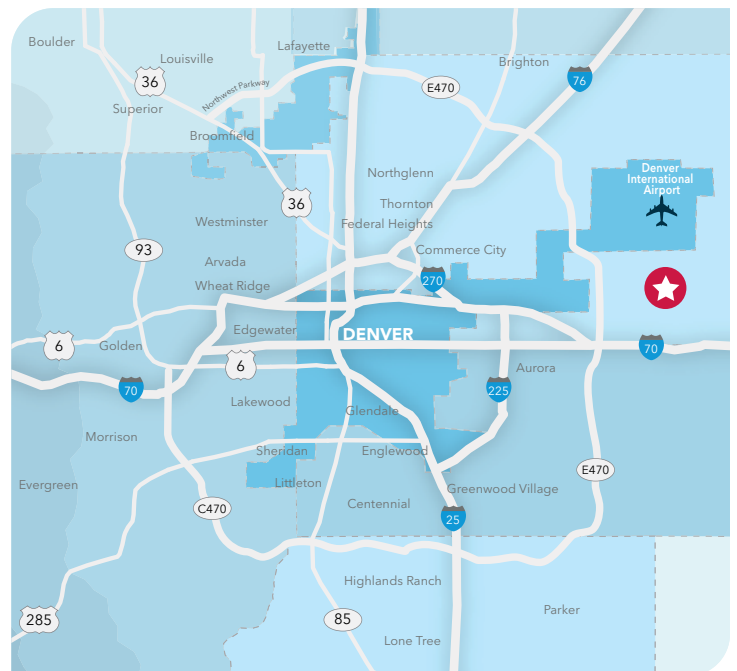 Boulder
Lafayette
Louisville
Brighton
36
76
E470
Northwest Parkway
Superior
Broomfield
Northglenn
Denver
International
Airport
Thornton
36
Westminster
Federal Heights
93
Commerce City
Arvada
270
Wheat Ridge
Edgewater
DENVER
6
Golden
70
6
Aurora
70
225
Lakewood
Glendale
Morrison
Sheridan
Englewood
E470
Evergreen
Littleton
Greenwood Village
C470
Centennial
25
Highlands Ranch
285
85
Parker
Lone Tree